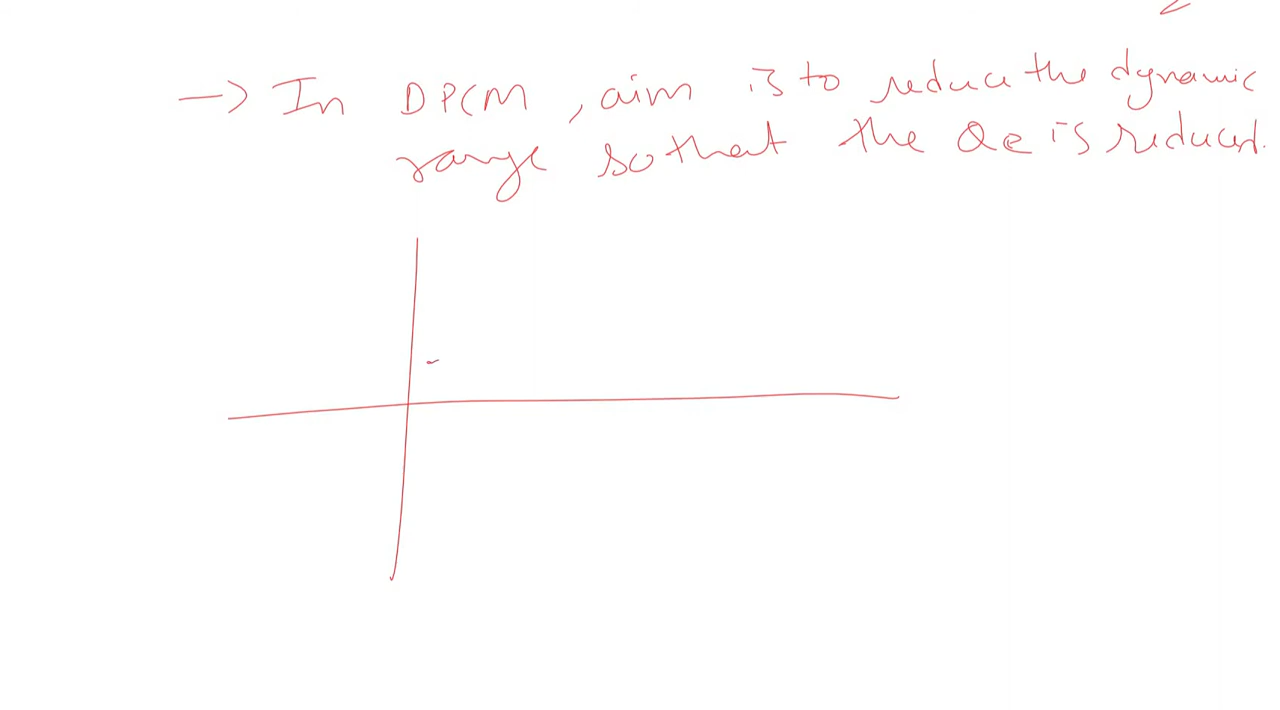 → In DPCM, aim is to reduce the dynamic
range so that the Qe is reduced.